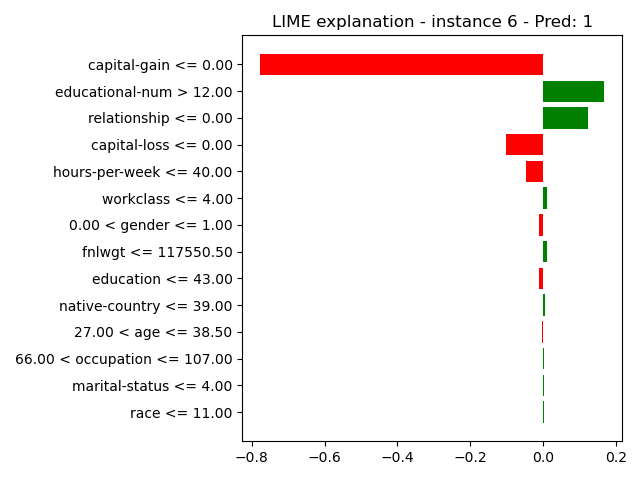 LIME explanation - instance 6 - Pred: 1
capital-gain <= 0.00
educational-num > 12.00
relationship <= 0.00
capital-loss <= 0.00
hours-per-week <= 40.00
workclass <= 4.00
0.00 < gender <= 1.00
fnlwgt <= 117550.50
education <= 43.00
native-country <= 39.00
27.00 < age <= 38.50
66.00 < occupation <= 107.00
marital-status <= 4.00
race <= 11.00
−0.8 −0.6 −0.4 −0.2 0.0 0.2